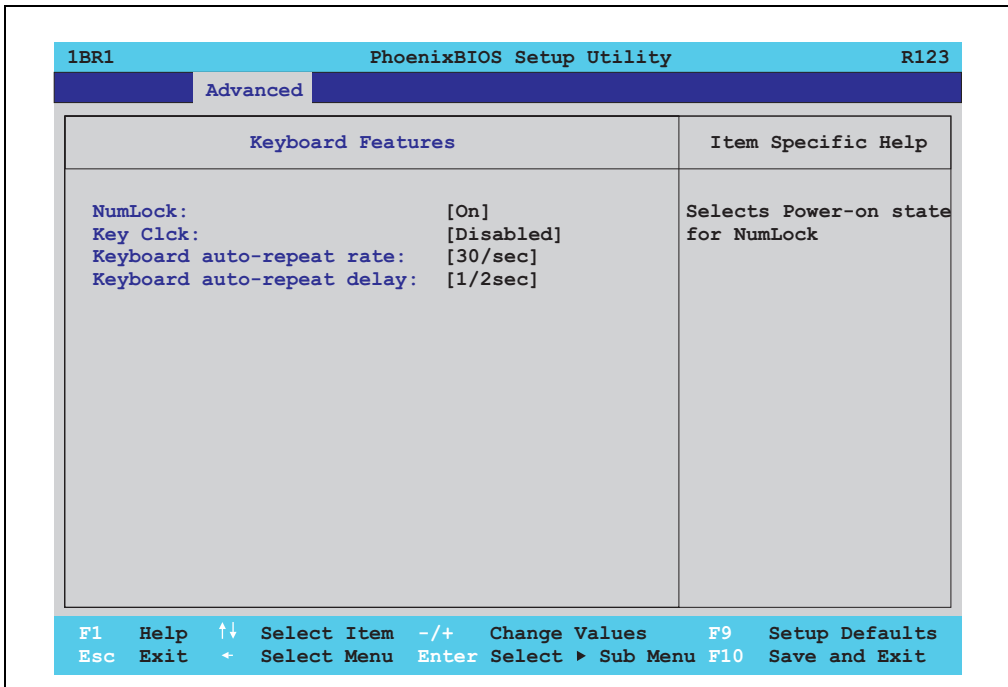 1BR1 PhoenixBIOS Setup Utility R123
Advanced
Keyboard Features
Item Specific Help
NumLock: [On]
Key Clck: [Disabled]
Keyboard auto-repeat rate: [30/sec]
Keyboard auto-repeat delay: [1/2sec]
Selects Power-on state
for NumLock
F1 Help ↑↓ Select Item -/+ Change Values F9 Setup Defaults
Esc Exit ← Select Menu Enter Select ▶ Sub Menu F10 Save and Exit